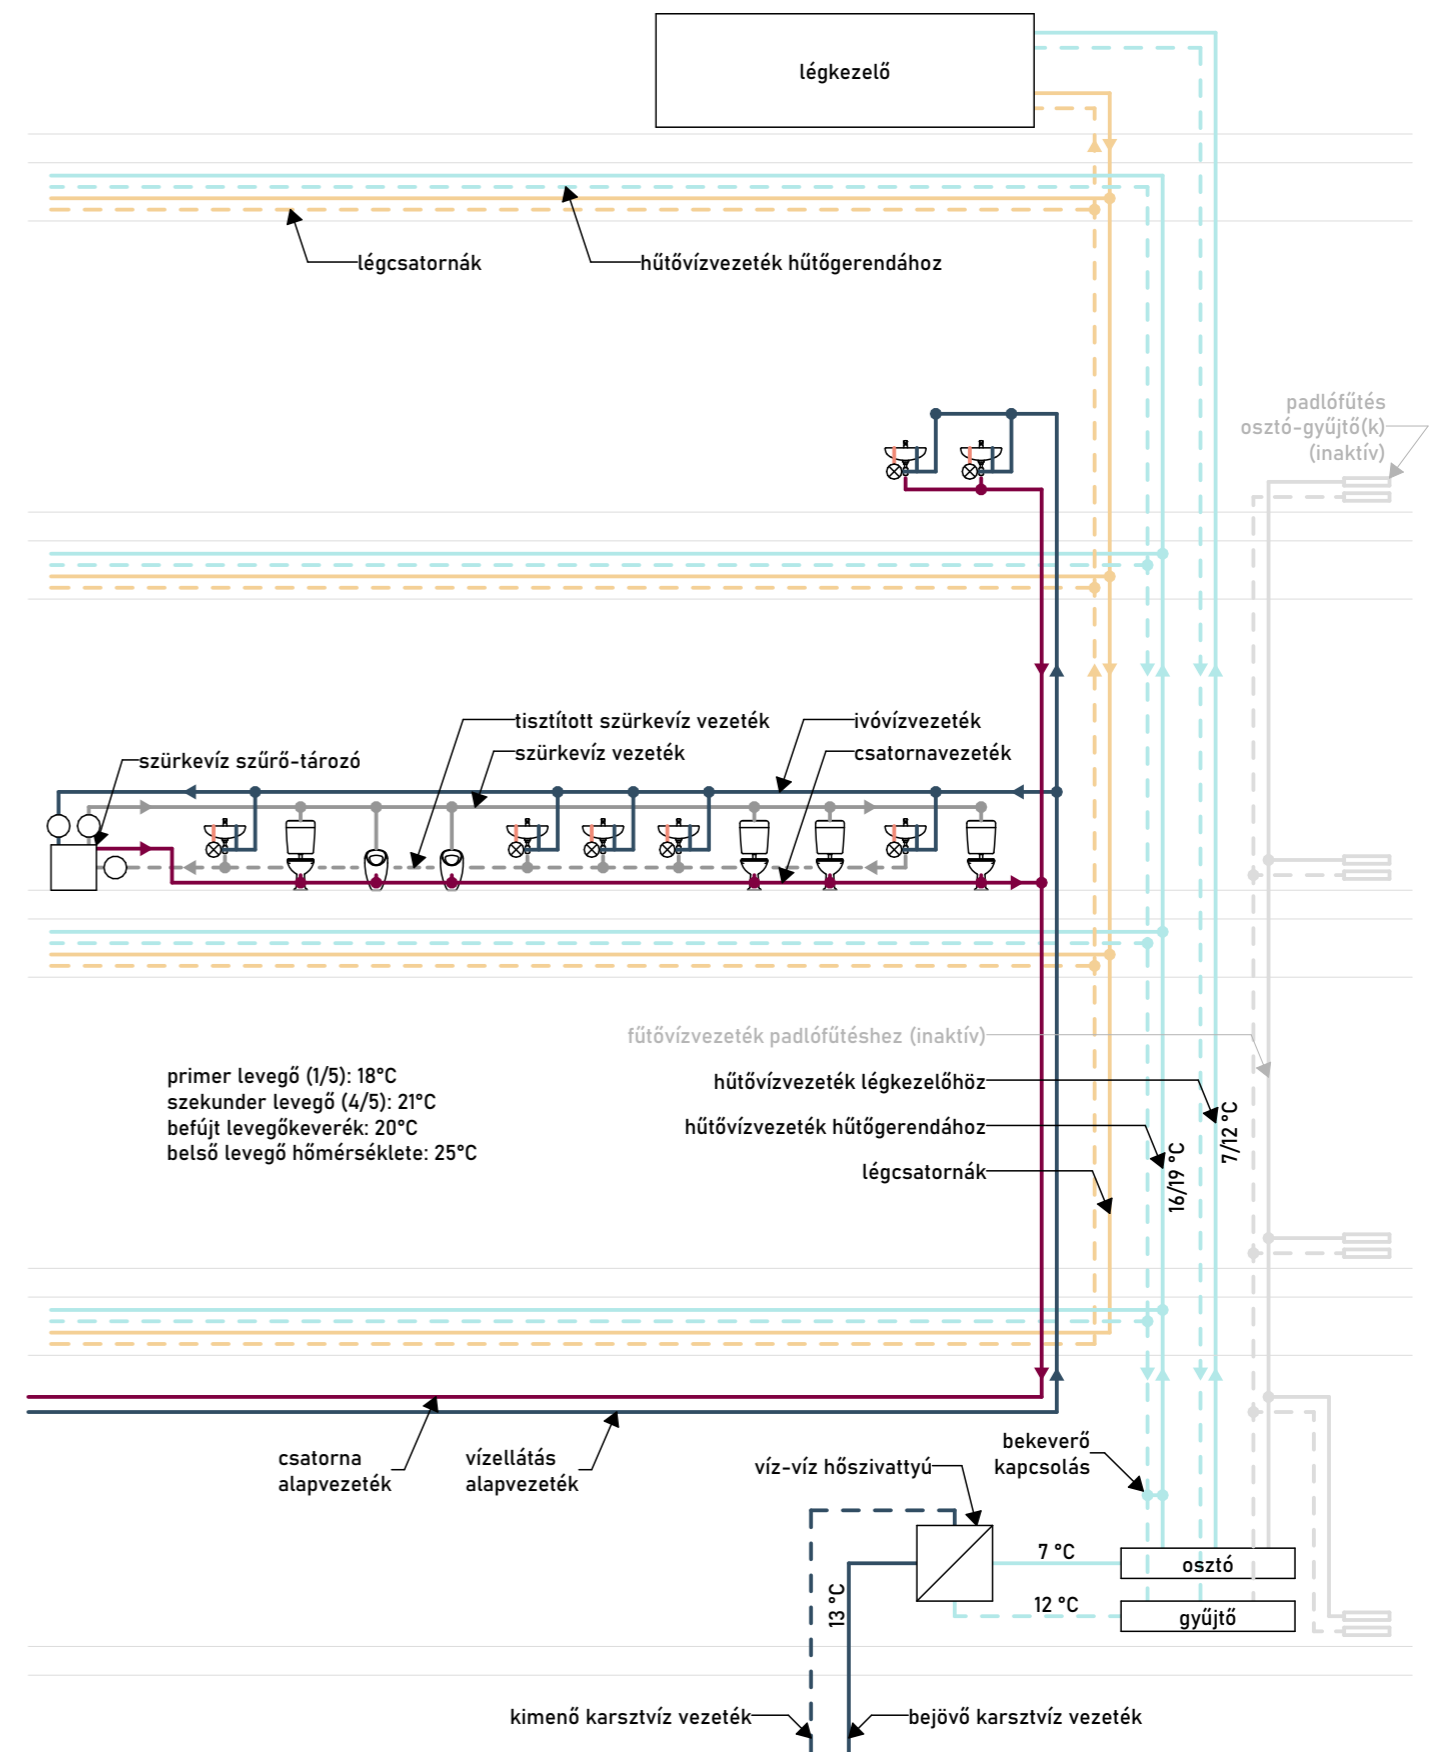 légkezelő
légcsatornák
hűtővízvezeték hűtőgerendához
padlófűtés
osztó-gyűjtő(k)
(inaktív)
tisztított szürkevíz vezeték
ivóvízvezeték
szürkevíz vezeték
csatornavezeték
szürkevíz szűrő-tározó
fűtővízvezeték padlófűtéshez (inaktív)
primer levegő (1/5): 18°C
szekunder levegő (4/5): 21°C
befújt levegőkeverék: 20°C
belső levegő hőmérséklete: 25°C
hűtővízvezeték légkezelőhöz
hűtővízvezeték hűtőgerendához
légcsatornák
7/12 °C
16/19 °C
csatorna
alapvezeték
vízellátás
alapvezeték
bekeverő
kapcsolás
víz-víz hőszivattyú
7 °C
osztó
12 °C
gyűjtő
13 °C
kimenő karsztvíz vezeték
bejövő karsztvíz vezeték